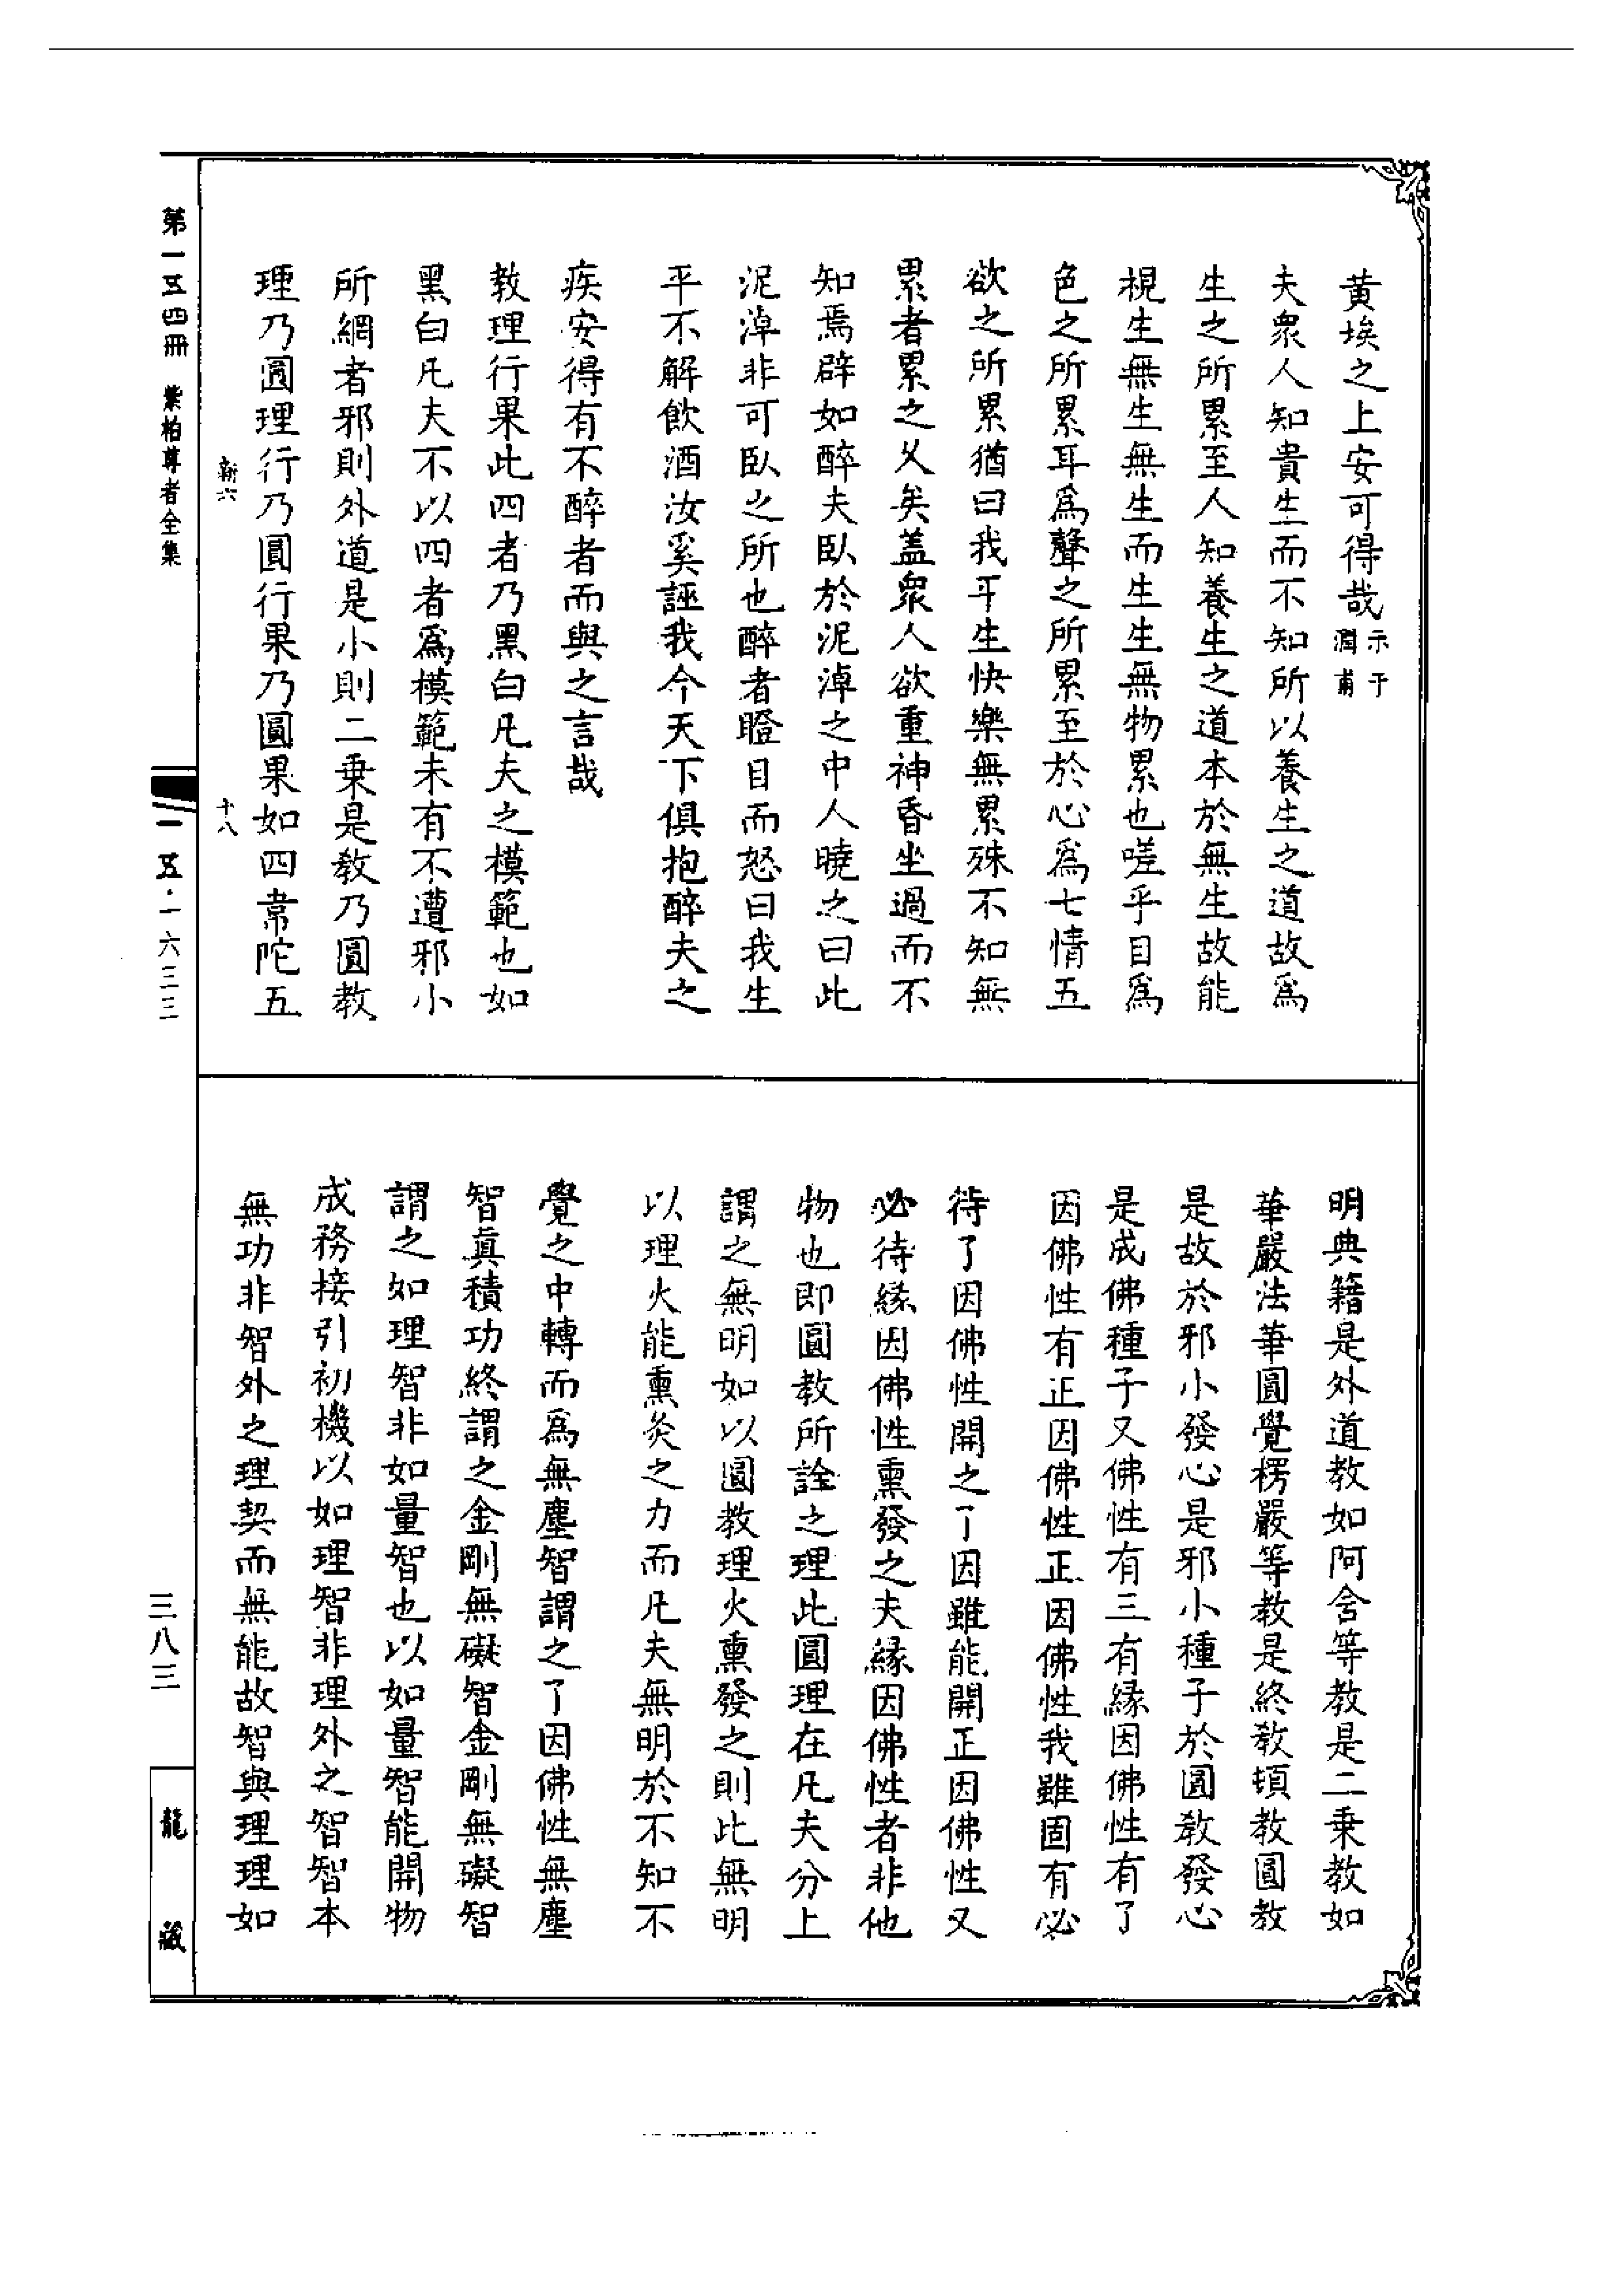 黃埃之上安可得哉示于澗甫
夫衆人知貴生而不知所以養生之道故爲
生之所累至人知養生之道本於無生故能
視生無生無生而生生無物累也嗟乎目爲
色之所累耳爲聲之所累至於心爲七情五
欲之所累猶曰我平生快樂無累殊不知無
累者累之乆矣盖衆人欲重神昏坐過而不
知焉辟如醉夫臥於泥淖之中人曉之曰此
泥淖非可臥之所也醉者瞪目而怒曰我生
平不解飲酒汝奚誣我今天下俱抱醉夫之
疾安得有不醉者而與之言哉
教理行果此四者乃黑白凡夫之模範也如
黑白凡夫不以四者爲模範未有不遭邪小
所網者邪則外道是小則二乗是教乃圓教
理乃圓理行乃圓行果乃圓果如四韋陀五
明典籍是外道教如阿含等教是二乗教如
華嚴法華圓覺楞嚴等教是終教頓教圓教
是故於邪小發心是邪小種子於圓教發心
是成佛種子又佛性有三有緣因佛性有了
因佛性有正因佛性正因佛性我雖固有必
待了因佛性開之了因雖能開正因佛性又
必待緣因佛性熏發之夫緣因佛性者非他
物也即圓教所詮之理此圓理在凡夫分上
謂之無明如以圓教理火熏發之則此無明
以理火能熏炙之力而凡夫無明於不知不
覺之中轉而爲無塵智謂之了因佛性無塵
智眞積功終謂之金剛無礙智金剛無礙智
謂之如理智非如量智也以如量智能開物
成務接引初機以如理智非理外之智智本
無功非智外之理契而無能故智與理理如
第一五四冊 紫柏尊者全集
新六
十八
一五·一六三三
三八三
龍藏